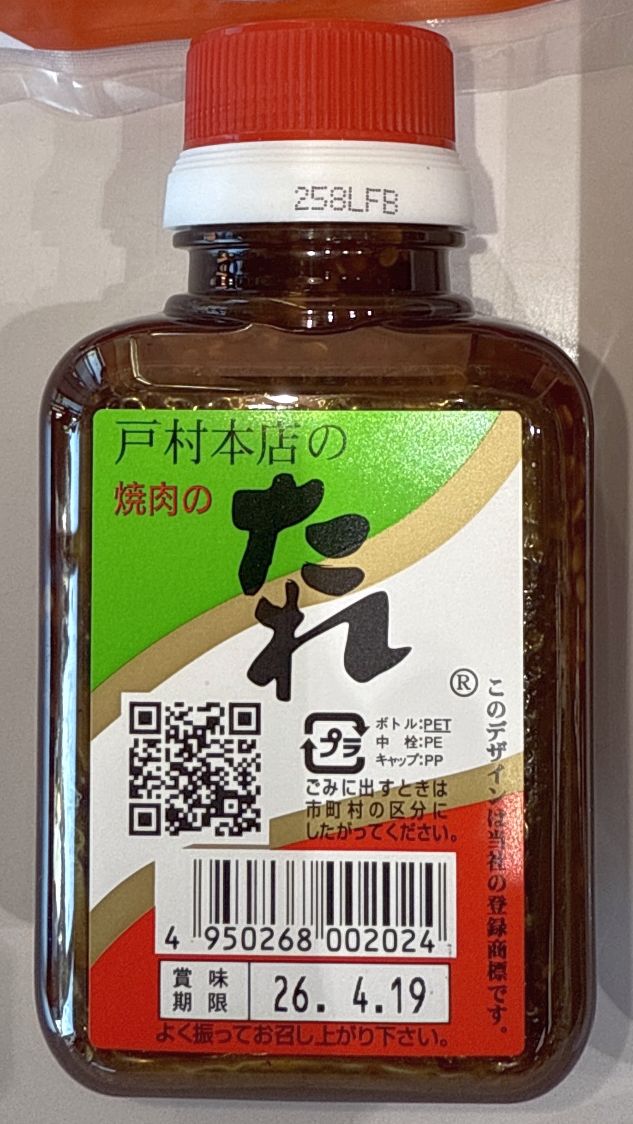 258LFB
戸村本店の
焼肉の
たれ
®
このデザインは当社の登録商標です。
プラ
ボトル:PET
中 栓:PE
キャップ:PP
ごみに出すときは
市町村の区分に
したがってください。
4 950268 002024
賞味期限 26. 4.19
よく振ってお召し上がり下さい。